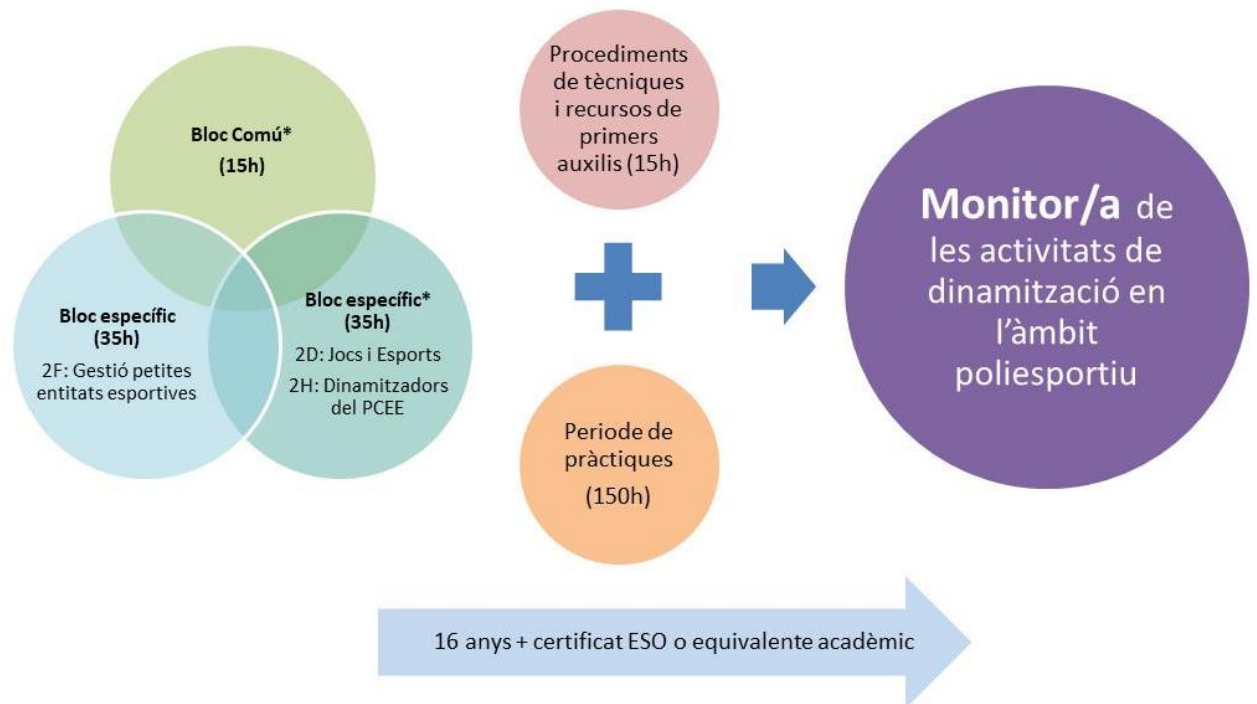 Bloc Comú*
(15h)
Bloc específic
(35h)
2F: Gestió petites
entitats esportives
Bloc específic*
(35h)
2D: Jocs i Esports
2H: Dinamitzadors
del PCEE
Procediments
de tècniques
i recursos de
primers
auxilis (15h)
Periode de
pràctiques
(150h)
Monitor/a de
les activitats de
dinamització en
l'àmbit
poliesportiu
16 anys + certificat ESO o equivalente acadèmic